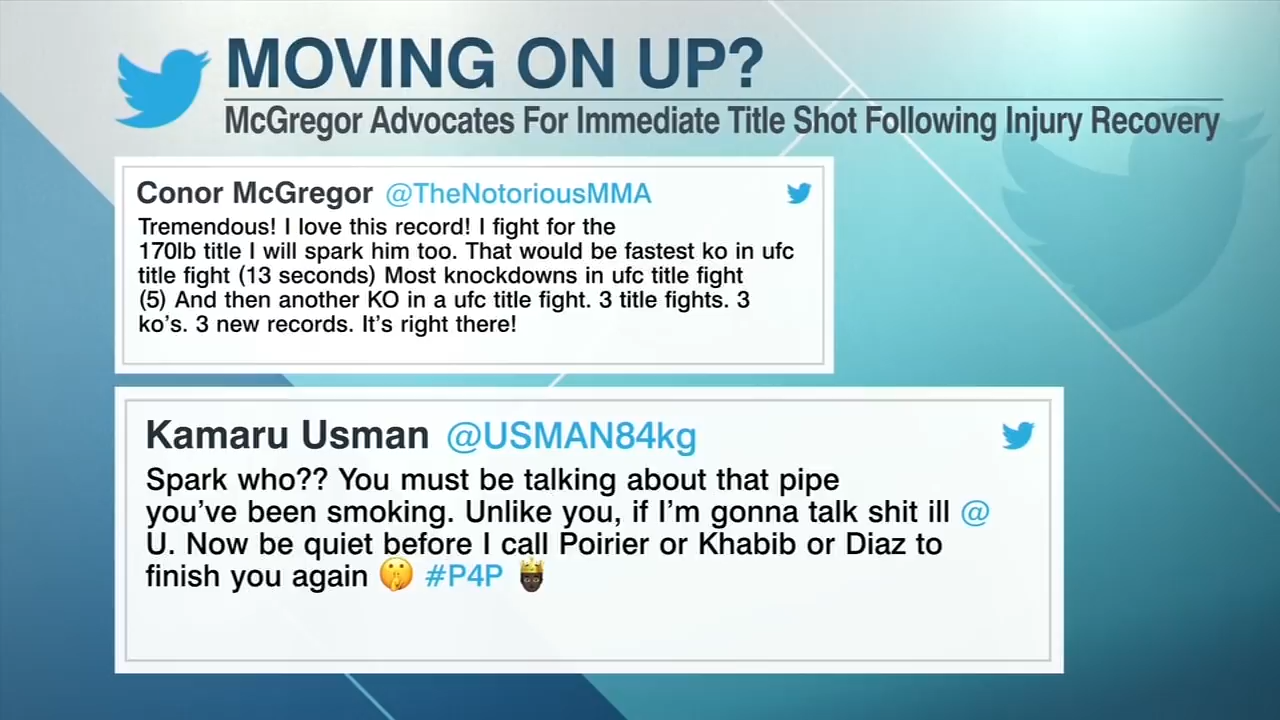 MOVING ON UP?
McGregor Advocates For Immediate Title Shot Following Injury Recovery
Conor McGregor @TheNotoriousMMA
Tremendous! I love this record! I fight for the
170lb title I will spark him too. That would be fastest ko in ufc
title fight (13 seconds) Most knockdowns in ufc title fight
(5) And then another KO in a ufc title fight. 3 title fights. 3
ko's. 3 new records. It's right there!
Kamaru Usman @USMAN84kg
Spark who?? You must be talking about that pipe
you've been smoking. Unlike you, if I'm gonna talk shit ill @
U. Now be quiet before I call Poirier or Khabib or Diaz to
finish you again 🤫 #P4P 🤴🏿